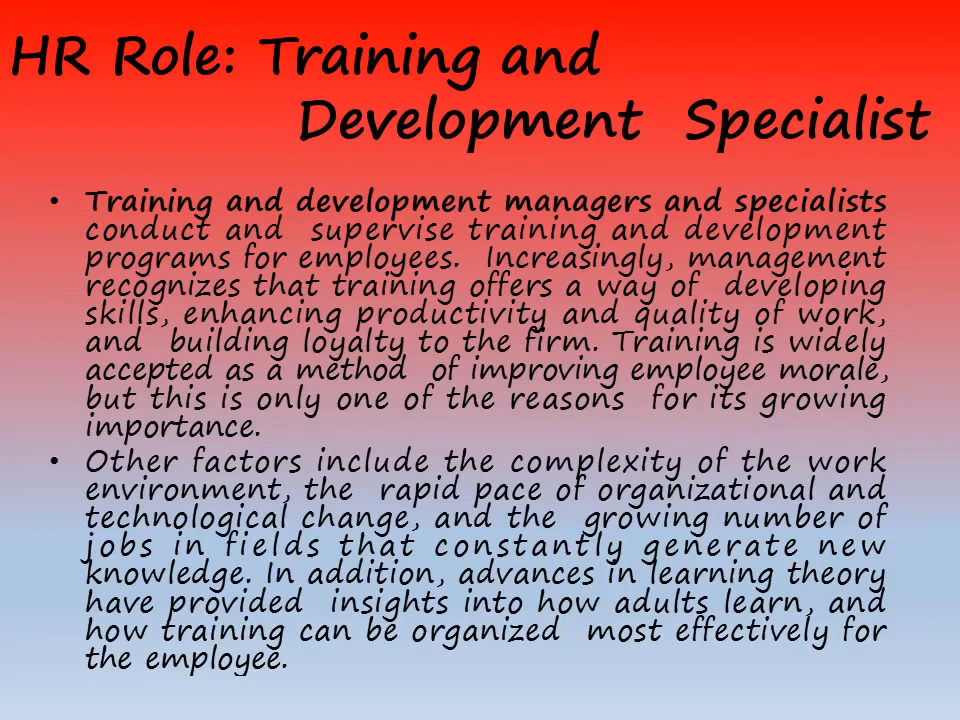 HR Role: Training and
Development Specialist
• Training and development managers and specialists
conduct and supervise training and development
programs for employees. Increasingly, management
recognizes that training offers a way of developing
skills, enhancing productivity and quality of work,
and building loyalty to the firm. Training is widely
accepted as a method of improving employee morale,
but this is only one of the reasons for its growing
importance.
• Other factors include the complexity of the work
environment, the rapid pace of organizational and
technological change, and the growing number of
jobs in fields that constantly generate new
knowledge. In addition, advances in learning theory
have provided insights into how adults learn, and
how training can be organized most effectively for
the employee.